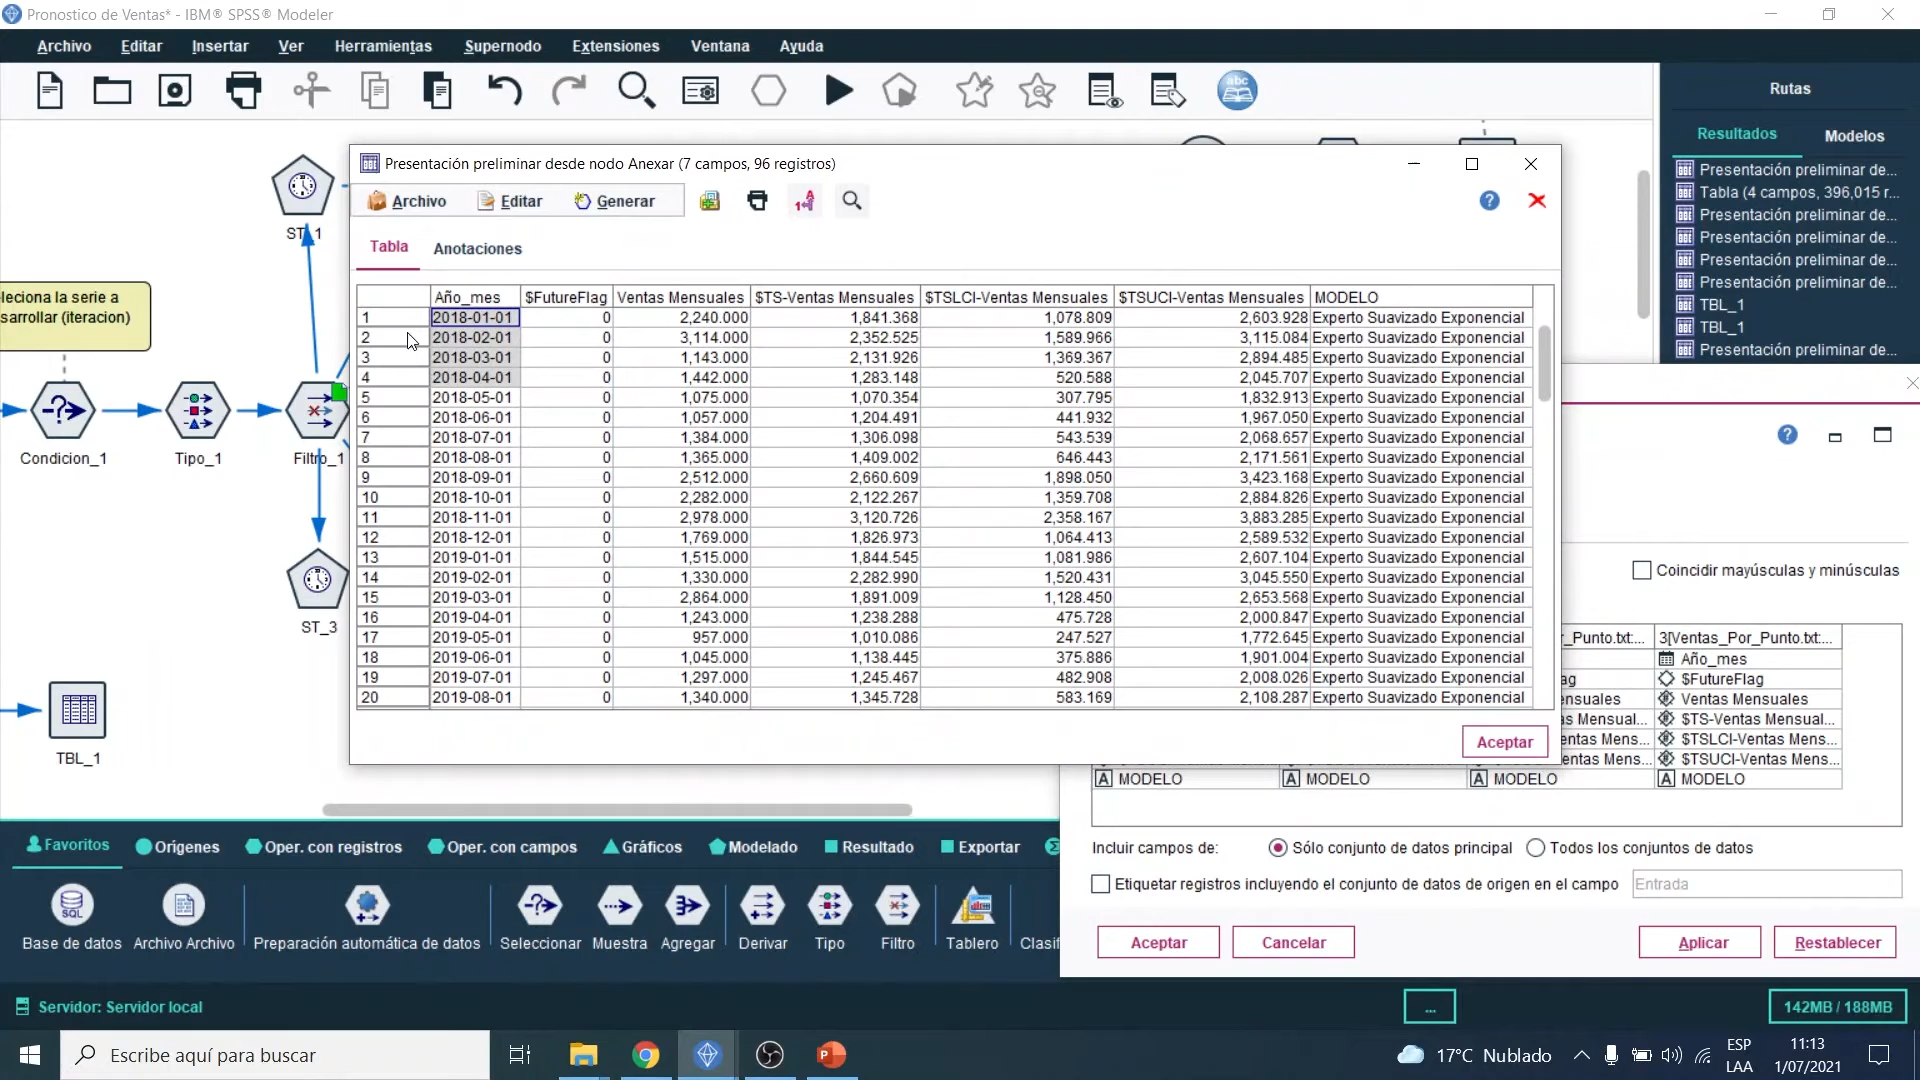 Pronostico de Ventas* - IBM® SPSS® Modeler
Archivo Editar Insertar Ver Herramientas Supernodo Extensiones Ventana Ayuda
abc
Rutas
Resultados Modelos
Presentación preliminar de...
Tabla (4 campos, 396,015 r...
Presentación preliminar de...
Presentación preliminar de...
Presentación preliminar de...
Presentación preliminar de...
TBL_1
TBL_1
Presentación preliminar de...
ST_1
leciona la serie a
sarrollar (iteracion)
Condicion_1
Tipo_1
Filtro_1
ST_3
TBL_1
Presentación preliminar desde nodo Anexar (7 campos, 96 registros)
Archivo Editar Generar
Tabla Anotaciones
Año_mes $FutureFlag Ventas Mensuales $TS-Ventas Mensuales $TSLCI-Ventas Mensuales $TSUCI-Ventas Mensuales MODELO
1 2018-01-01 0 2,240.000 1,841.368 1,078.809 2,603.928 Experto Suavizado Exponencial
2 2018-02-01 0 3,114.000 2,352.525 1,589.966 3,115.084 Experto Suavizado Exponencial
3 2018-03-01 0 1,143.000 2,131.926 1,369.367 2,894.485 Experto Suavizado Exponencial
4 2018-04-01 0 1,442.000 1,283.148 520.588 2,045.707 Experto Suavizado Exponencial
5 2018-05-01 0 1,075.000 1,070.354 307.795 1,832.913 Experto Suavizado Exponencial
6 2018-06-01 0 1,057.000 1,204.491 441.932 1,967.050 Experto Suavizado Exponencial
7 2018-07-01 0 1,384.000 1,306.098 543.539 2,068.657 Experto Suavizado Exponencial
8 2018-08-01 0 1,365.000 1,409.002 646.443 2,171.561 Experto Suavizado Exponencial
9 2018-09-01 0 2,512.000 2,660.609 1,898.050 3,423.168 Experto Suavizado Exponencial
10 2018-10-01 0 2,282.000 2,122.267 1,359.708 2,884.826 Experto Suavizado Exponencial
11 2018-11-01 0 2,978.000 3,120.726 2,358.167 3,883.285 Experto Suavizado Exponencial
12 2018-12-01 0 1,769.000 1,826.973 1,064.413 2,589.532 Experto Suavizado Exponencial
13 2019-01-01 0 1,515.000 1,844.545 1,081.986 2,607.104 Experto Suavizado Exponencial
14 2019-02-01 0 1,330.000 2,282.990 1,520.431 3,045.550 Experto Suavizado Exponencial
15 2019-03-01 0 2,864.000 1,891.009 1,128.450 2,653.568 Experto Suavizado Exponencial
16 2019-04-01 0 1,243.000 1,238.288 475.728 2,000.847 Experto Suavizado Exponencial
17 2019-05-01 0 957.000 1,010.086 247.527 1,772.645 Experto Suavizado Exponencial
18 2019-06-01 0 1,045.000 1,138.445 375.886 1,901.004 Experto Suavizado Exponencial
19 2019-07-01 0 1,297.000 1,245.467 482.908 2,008.026 Experto Suavizado Exponencial
20 2019-08-01 0 1,340.000 1,345.728 583.169 2,108.287 Experto Suavizado Exponencial
Aceptar
Coincidir mayúsculas y minúsculas
r_Punto.txt:... 3[Ventas_Por_Punto.txt:...
Año_mes
ag $FutureFlag
ensuales Ventas Mensuales
as Mensual... $TS-Ventas Mensual...
entas Mens... $TSLCI-Ventas Mens...
entas Mens... $TSUCI-Ventas Mens...
MODELO MODELO MODELO MODELO
Incluir campos de: Sólo conjunto de datos principal Todos los conjuntos de datos
Etiquetar registros incluyendo el conjunto de datos de origen en el campo Entrada
Aceptar Cancelar Aplicar Restablecer
Favoritos Orígenes Oper. con registros Oper. con campos Gráficos Modelado Resultado Exportar
SQL
Base de datos Archivo Archivo Preparación automática de datos Seleccionar Muestra Agregar Derivar Tipo Filtro Tablero Clasif
Servidor: Servidor local
...
142MB / 188MB
Escribe aquí para buscar
17°C Nublado
ESP
LAA
11:13
1/07/2021